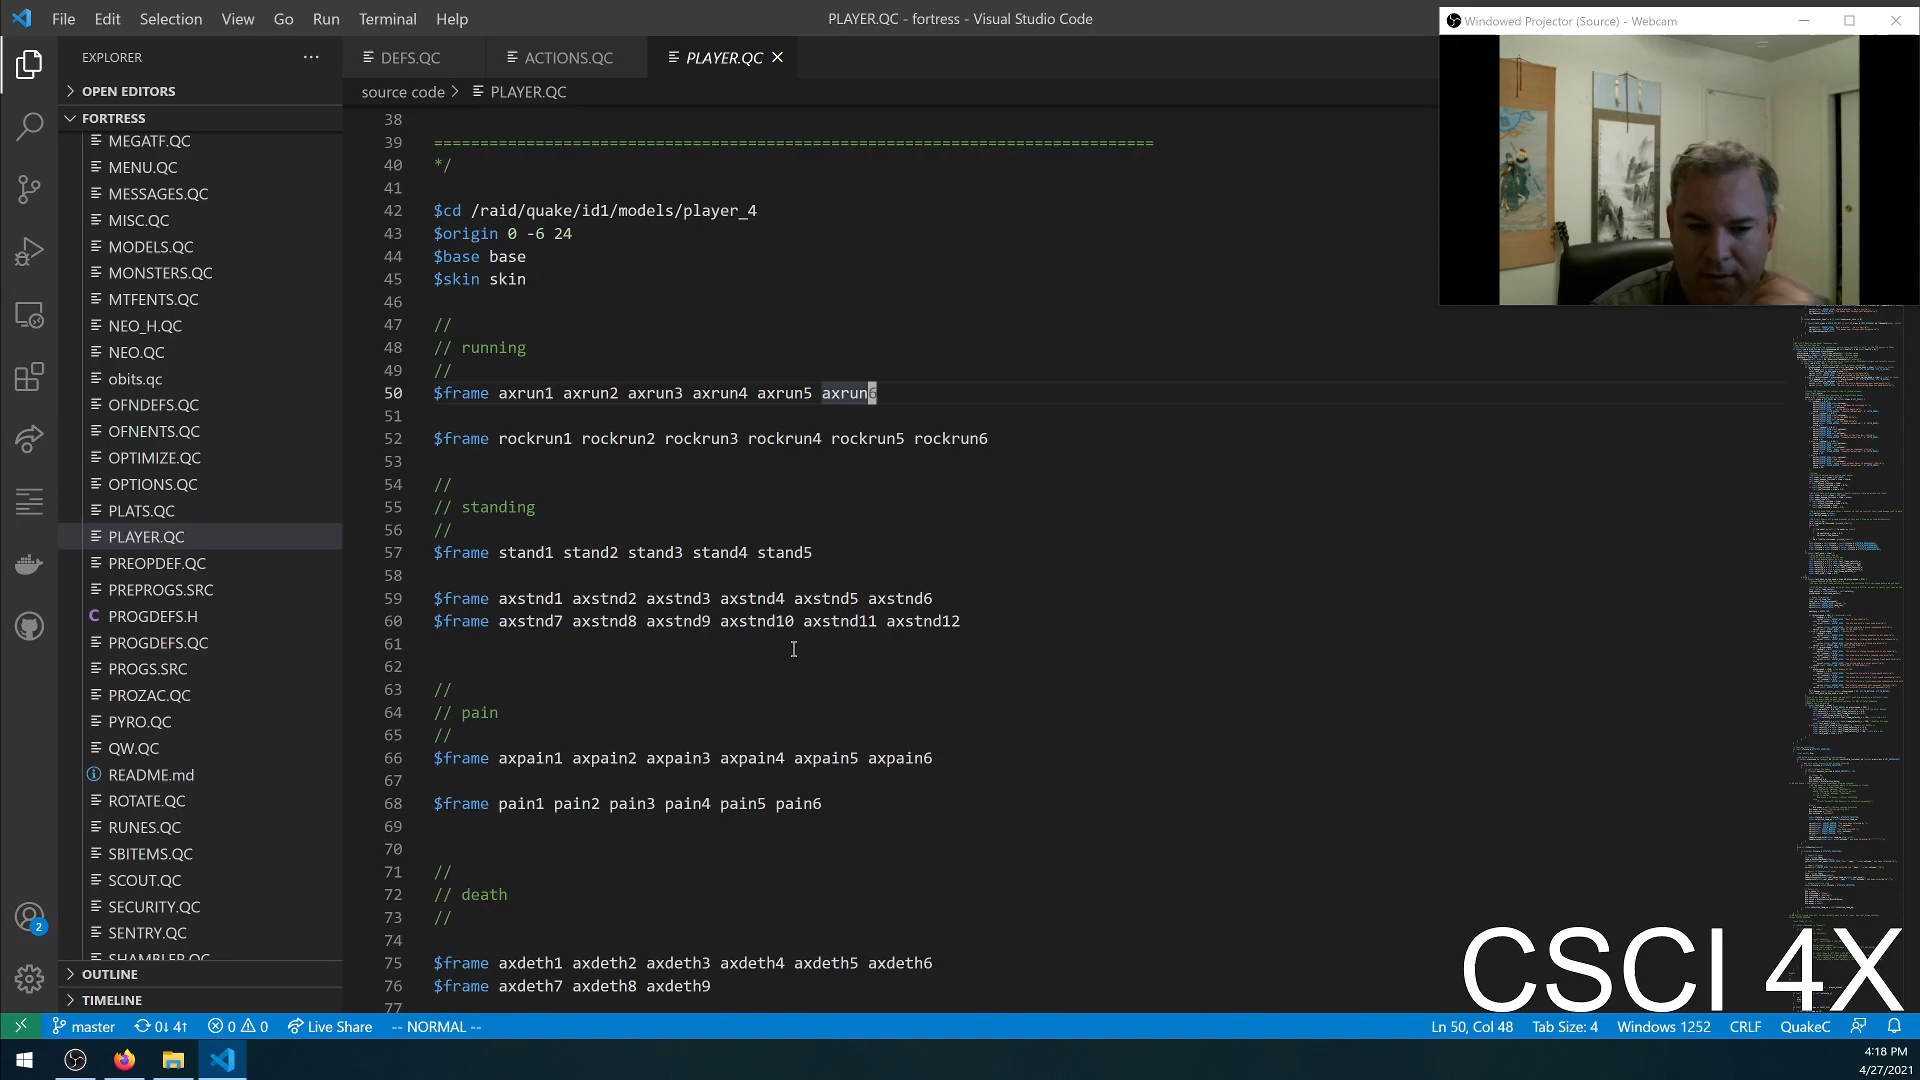 File Edit Selection View Go Run Terminal Help
PLAYER.QC - fortress - Visual Studio Code
Windowed Projector (Source) - Webcam
EXPLORER
OPEN EDITORS
FORTRESS
MEGATF.QC
MENU.QC
MESSAGES.QC
MISC.QC
MODELS.QC
MONSTERS.QC
MTFENTS.QC
NEO_H.QC
NEO.QC
obits.qc
OFNDEFS.QC
OFNENTS.QC
OPTIMIZE.QC
OPTIONS.QC
PLATS.QC
PLAYER.QC
PREOPDEF.QC
PREPROGS.SRC
C PROGDEFS.H
PROGDEFS.QC
PROGS.SRC
PROZAC.QC
PYRO.QC
QW.QC
README.md
ROTATE.QC
RUNES.QC
SBITEMS.QC
SCOUT.QC
SECURITY.QC
SENTRY.QC
SHAMBLER.QC
OUTLINE
TIMELINE
DEFS.QC ACTIONS.QC PLAYER.QC
source code > PLAYER.QC
38
39 ==============================================================================
40 */
41
42 $cd /raid/quake/id1/models/player_4
43 $origin 0 -6 24
44 $base base
45 $skin skin
46
47 //
48 // running
49 //
50 $frame axrun1 axrun2 axrun3 axrun4 axrun5 axrun6
51
52 $frame rockrun1 rockrun2 rockrun3 rockrun4 rockrun5 rockrun6
53
54 //
55 // standing
56 //
57 $frame stand1 stand2 stand3 stand4 stand5
58
59 $frame axstnd1 axstnd2 axstnd3 axstnd4 axstnd5 axstnd6
60 $frame axstnd7 axstnd8 axstnd9 axstnd10 axstnd11 axstnd12
61
62
63 //
64 // pain
65 //
66 $frame axpain1 axpain2 axpain3 axpain4 axpain5 axpain6
67
68 $frame pain1 pain2 pain3 pain4 pain5 pain6
69
70
71 //
72 // death
73 //
74
75 $frame axdeth1 axdeth2 axdeth3 axdeth4 axdeth5 axdeth6
76 $frame axdeth7 axdeth8 axdeth9
77
CSCI 4X
2
master 0↓ 4↑ 0 0 Live Share -- NORMAL --
Ln 50, Col 48 Tab Size: 4 Windows 1252 CRLF QuakeC
4:18 PM
4/27/2021